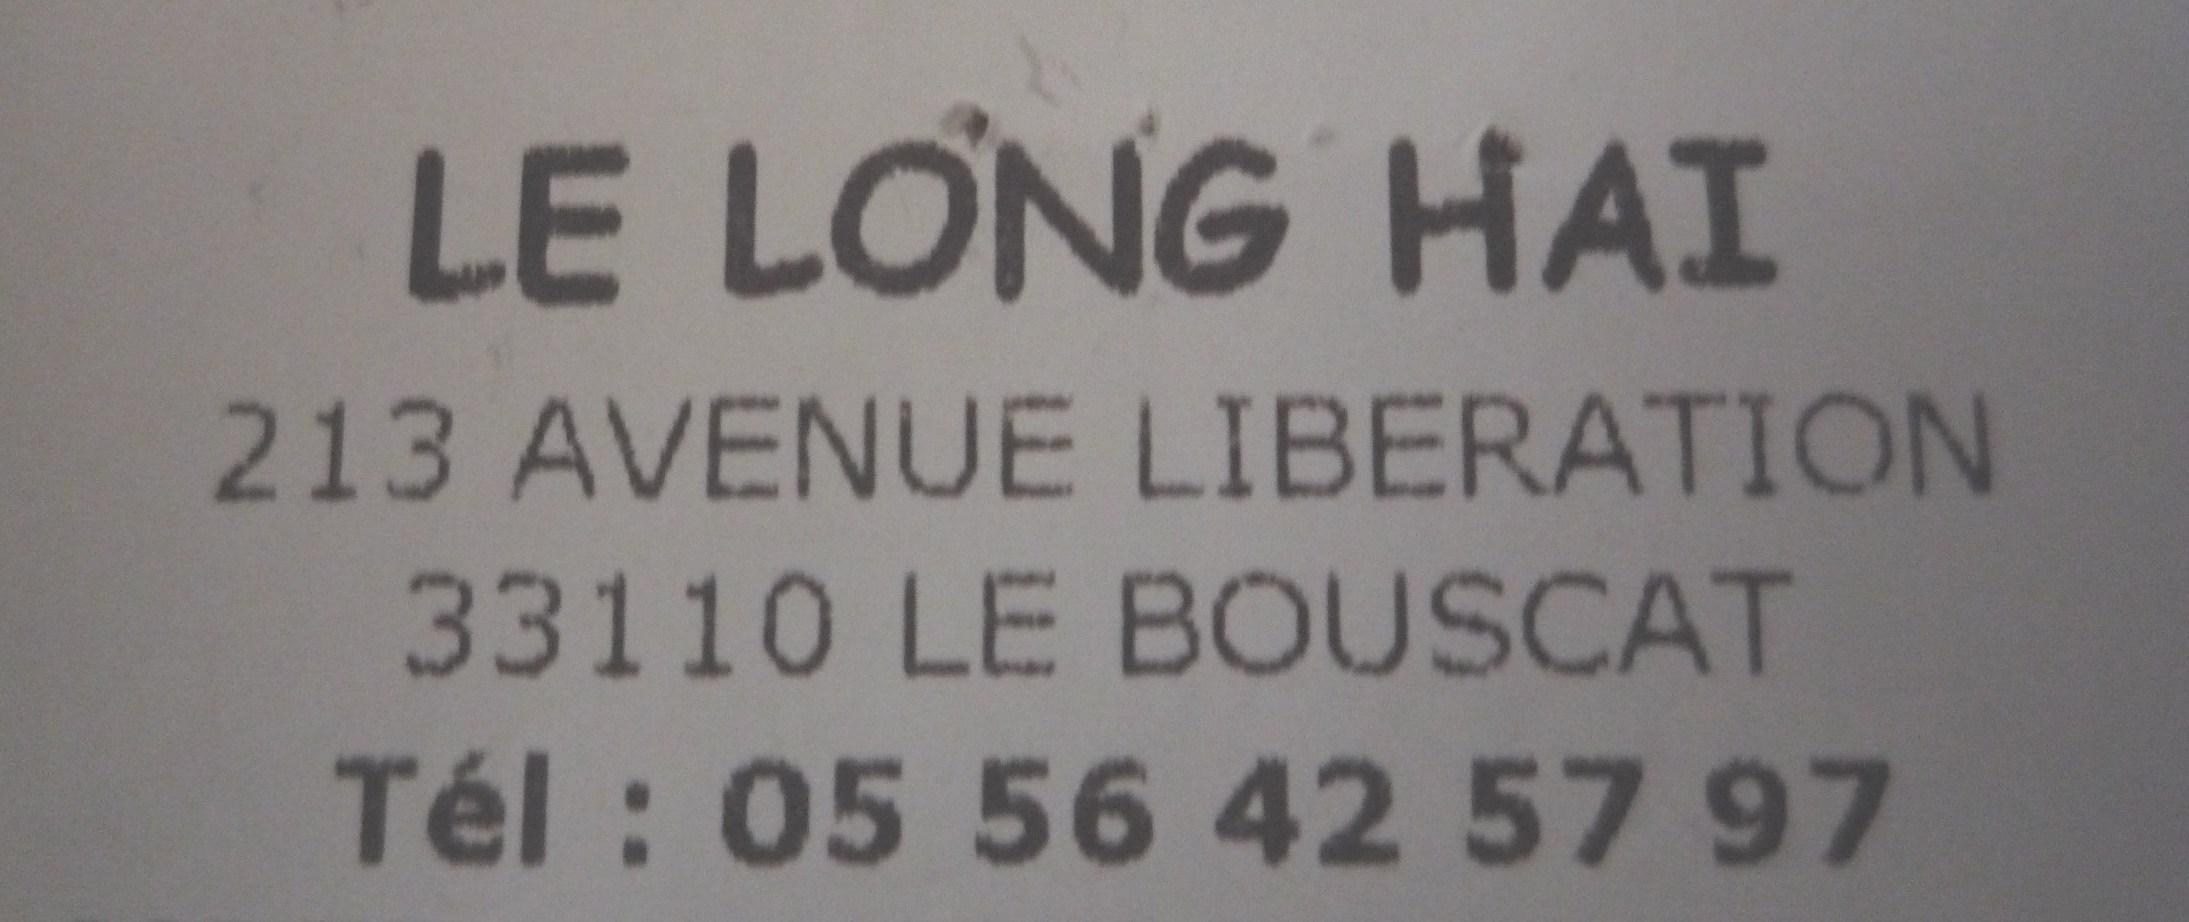 LE LONG HAI
213 AVENUE LIBERATION
33110 LE BOUSCAT
Tél : 05 56 42 57 97